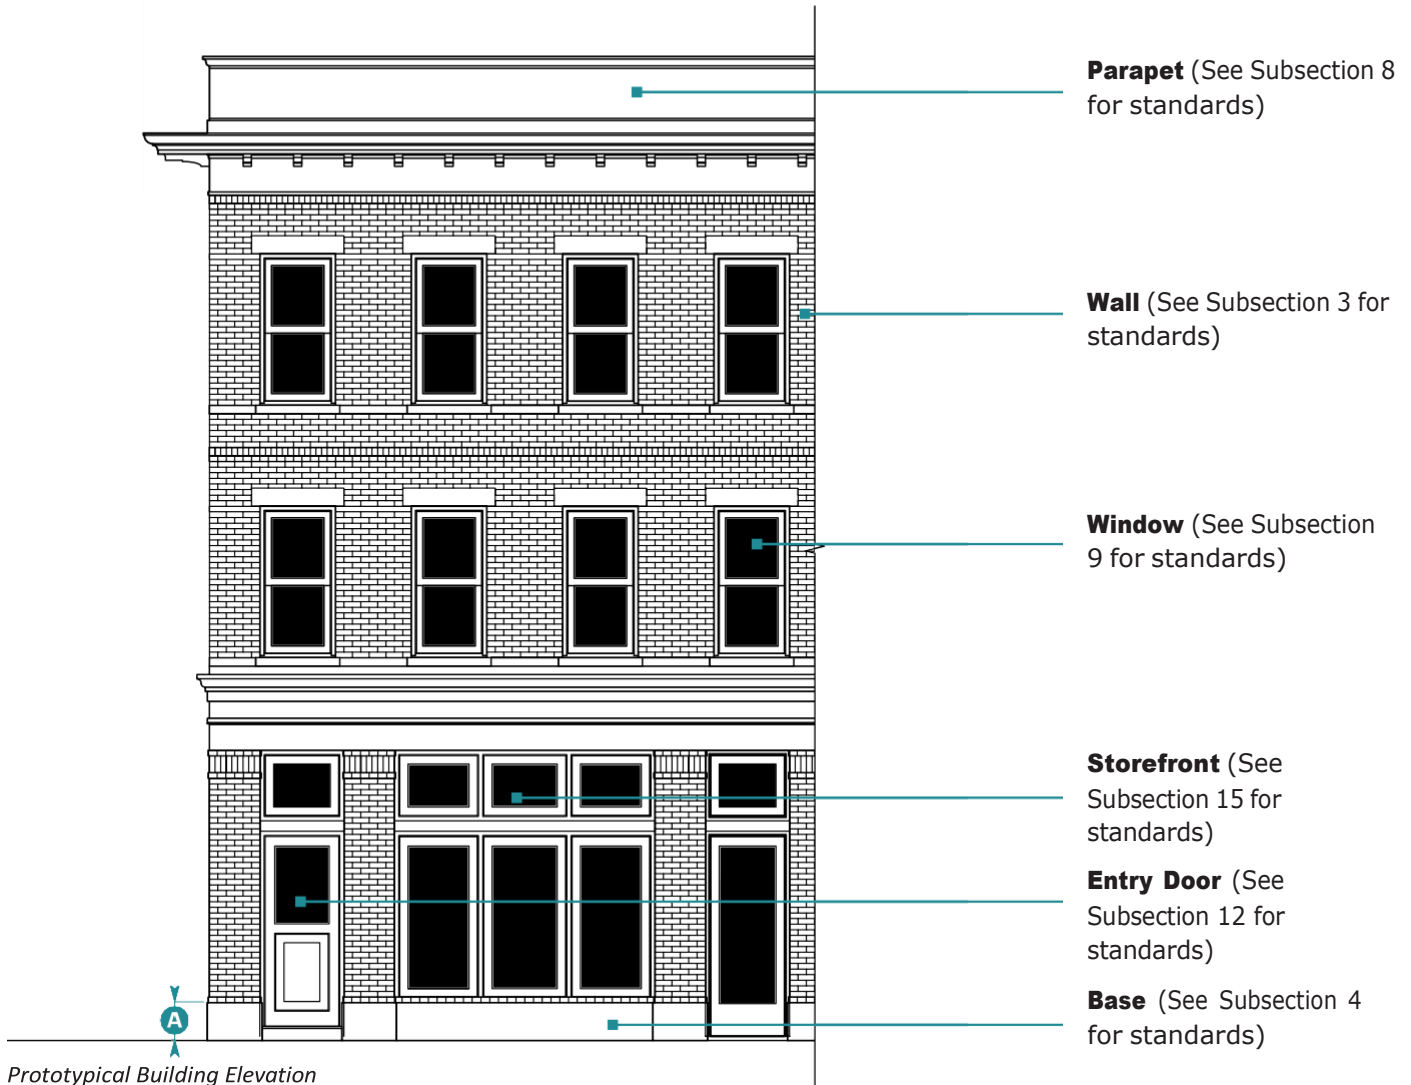 Parapet (See Subsection 8
for standards)
Wall (See Subsection 3 for
standards)
Window (See Subsection
9 for standards)
Storefront (See
Subsection 15 for
standards)
Entry Door (See
Subsection 12 for
standards)
Base (See Subsection 4
for standards)
A
Prototypical Building Elevation